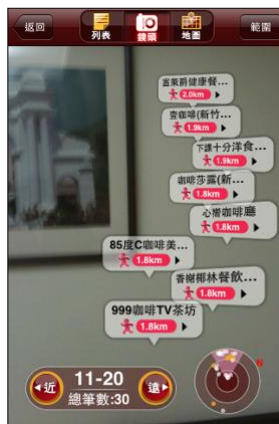 返回
列表
鏡頭
地圖
範圍
富業爵健康餐...
2.0km
壹咖啡(新竹...
1.9km
下課十分洋食...
1.9km
咖啡莎露(新...
1.8km
心嚮咖啡廳
1.8km
85度C咖啡美...
1.8km
香榭椰林餐飲...
1.8km
999咖啡TV茶坊
1.8km
近
11-20
總筆數:30
遠
N